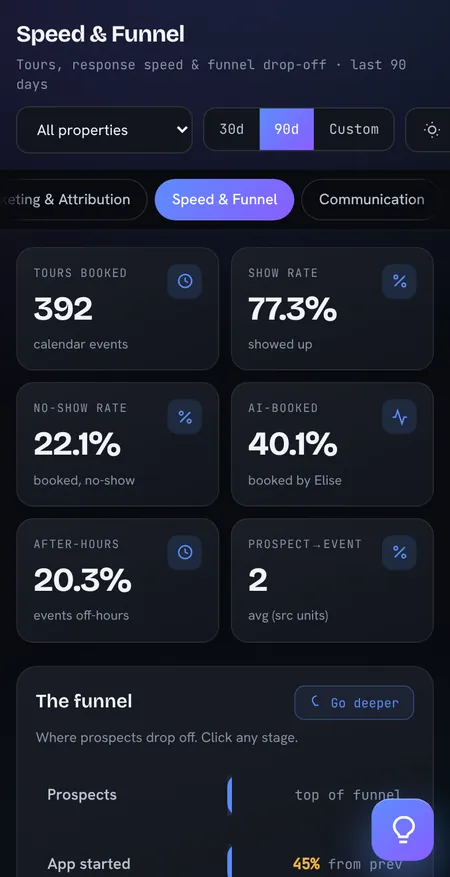 Speed & Funnel
Tours, response speed & funnel drop-off · last 90
days
All properties
30d
90d
Custom
eting & Attribution
Speed & Funnel
Communication
TOURS BOOKED
392
calendar events
SHOW RATE
77.3%
showed up
NO-SHOW RATE
22.1%
booked, no-show
AI-BOOKED
40.1%
booked by Elise
AFTER-HOURS
20.3%
events off-hours
PROSPECT→EVENT
2
avg (src units)
The funnel
Go deeper
Where prospects drop off. Click any stage.
Prospects
top of funnel
App started
45% from prev